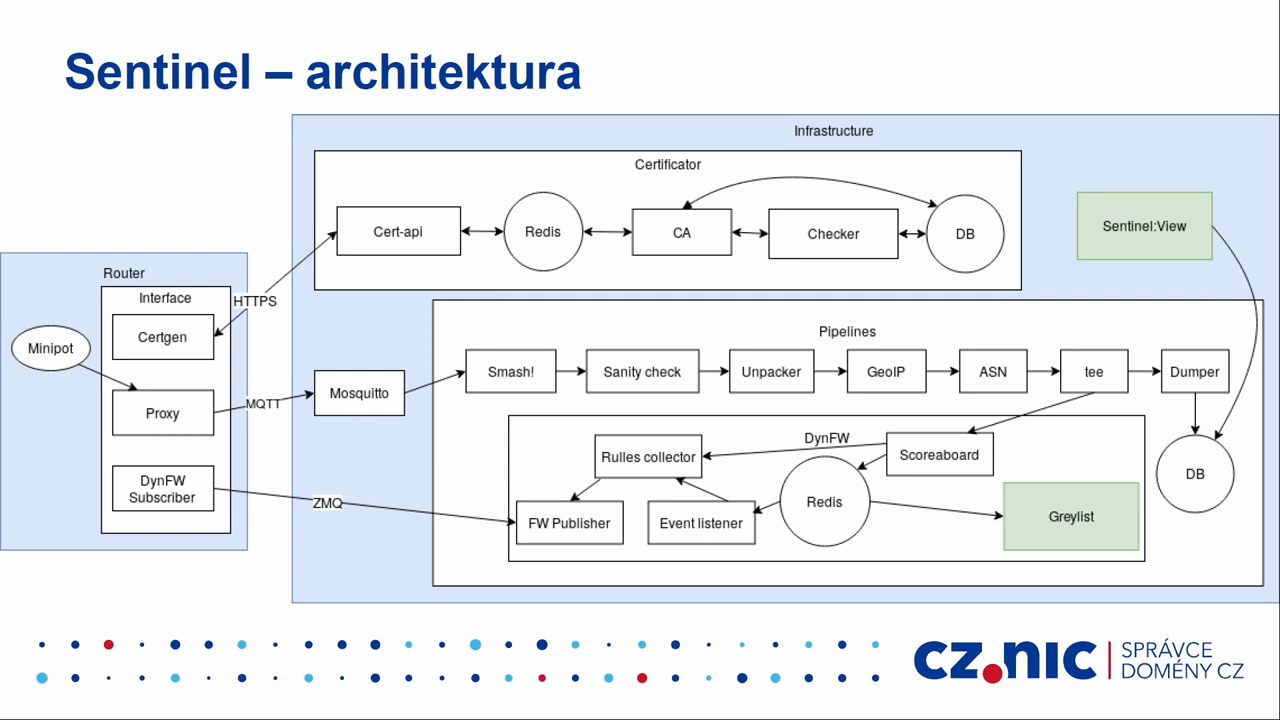 Sentinel – architektura
Infrastructure
Certificator
Cert-api
Redis
CA
Checker
DB
Sentinel:View
Router
Interface
Certgen
HTTPS
Minipot
Proxy
MQTT
Mosquitto
DynFW
Subscriber
ZMQ
Pipelines
Smash!
Sanity check
Unpacker
GeoIP
ASN
tee
Dumper
DynFW
Rulles collector
Scoreaboard
Redis
FW Publisher
Event listener
Greylist
DB
CZ.NIC
SPRÁVCE
DOMÉNY CZ